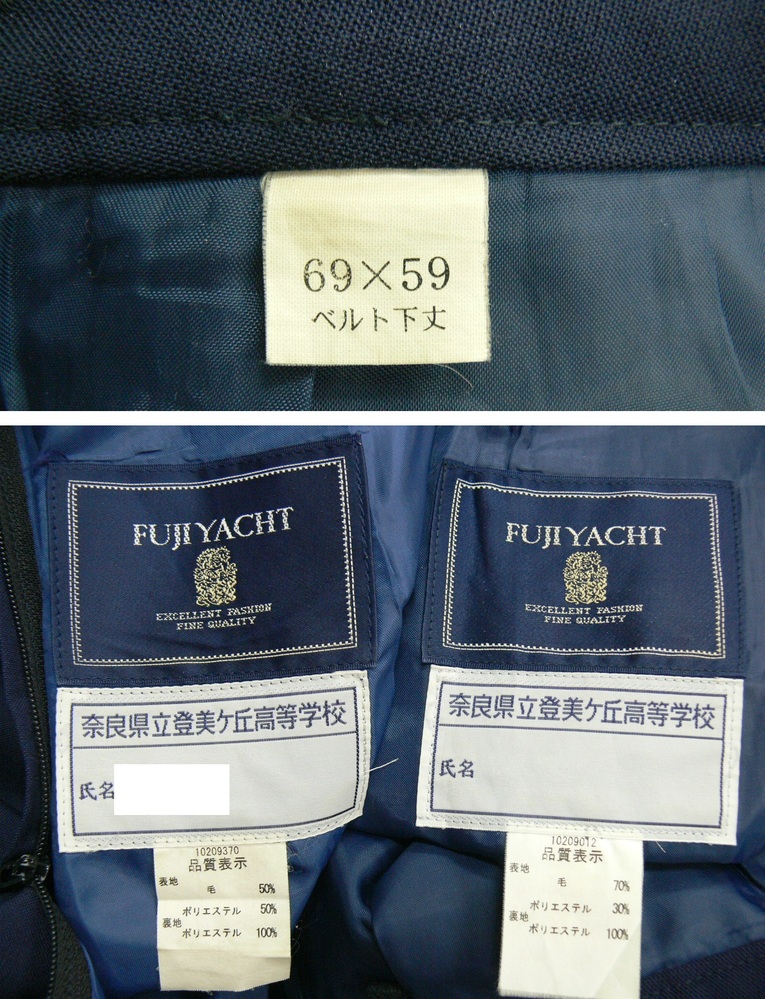 69×59
ベルト下丈
FUJI YACHT
EXCELLENT FASHION
FINE QUALITY
奈良県立登美ケ丘高等学校
氏名
10209370
品質表示
表地
毛 50%
ポリエステル 50%
裏地
ポリエステル 100%
FUJI YACHT
EXCELLENT FASHION
FINE QUALITY
奈良県立登美ケ丘高等学校
氏名
10209012
品質表示
表地
毛 70%
ポリエステル 30%
裏地
ポリエステル 100%